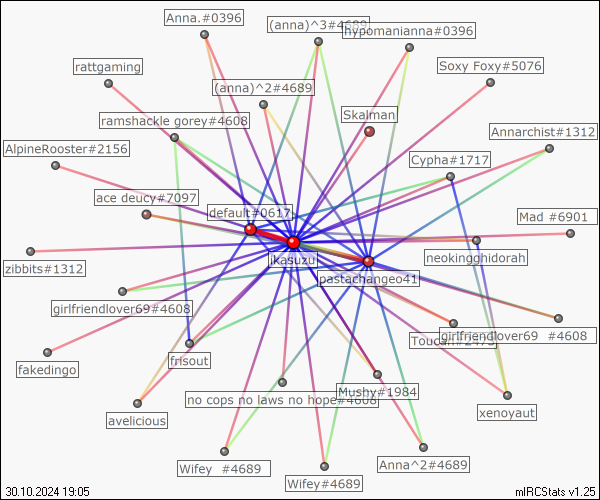 Anna.#0396
(anna)^3#4689
hypomanianna#0396
Soxy Foxy#5076
rattgaming
(anna)^2#4689
Skalman
ramshackle gorey#4608
Annarchist#1312
AlpineRooster#2156
Cypha#1717
ace deucy#7097
default#0617
Mad #6901
ikasuzu
neokingghidorah
zibbits#1312
pastachangeo41
girlfriendlover69#4608
girlfriendlover69 #4608
frisout
fakedingo
Mushy#1984
no cops no laws no hope#4608
xenoyaut
avelicious
Wifey #4689
Anna^2#4689
Wifey#4689
30.10.2024 19:05
mIRCStats v1.25